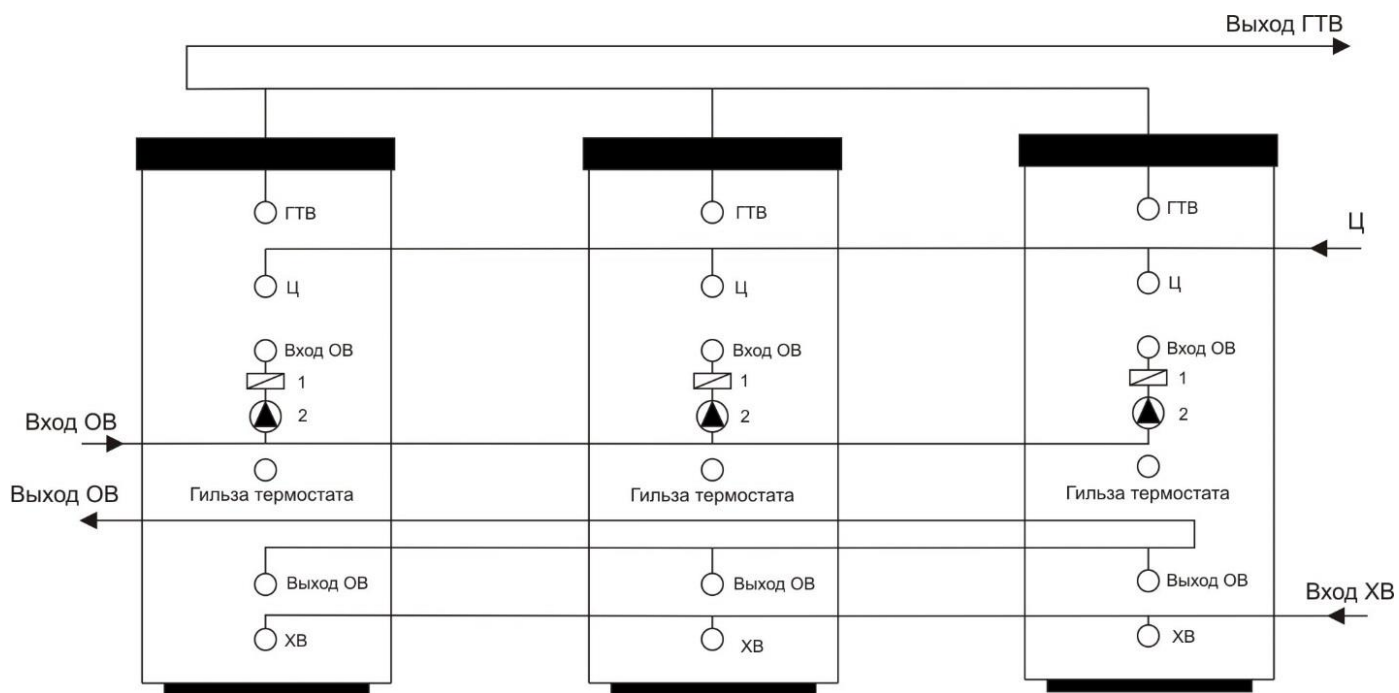 Выход ГТВ
ГТВ
ГТВ
ГТВ
Ц
Ц
Ц
Ц
Вход ОВ
Вход ОВ
Вход ОВ
1
1
1
Вход ОВ
2
2
2
Гильза термостата
Гильза термостата
Гильза термостата
Выход ОВ
Выход ОВ
Выход ОВ
Выход ОВ
Вход ХВ
ХВ
ХВ
ХВ